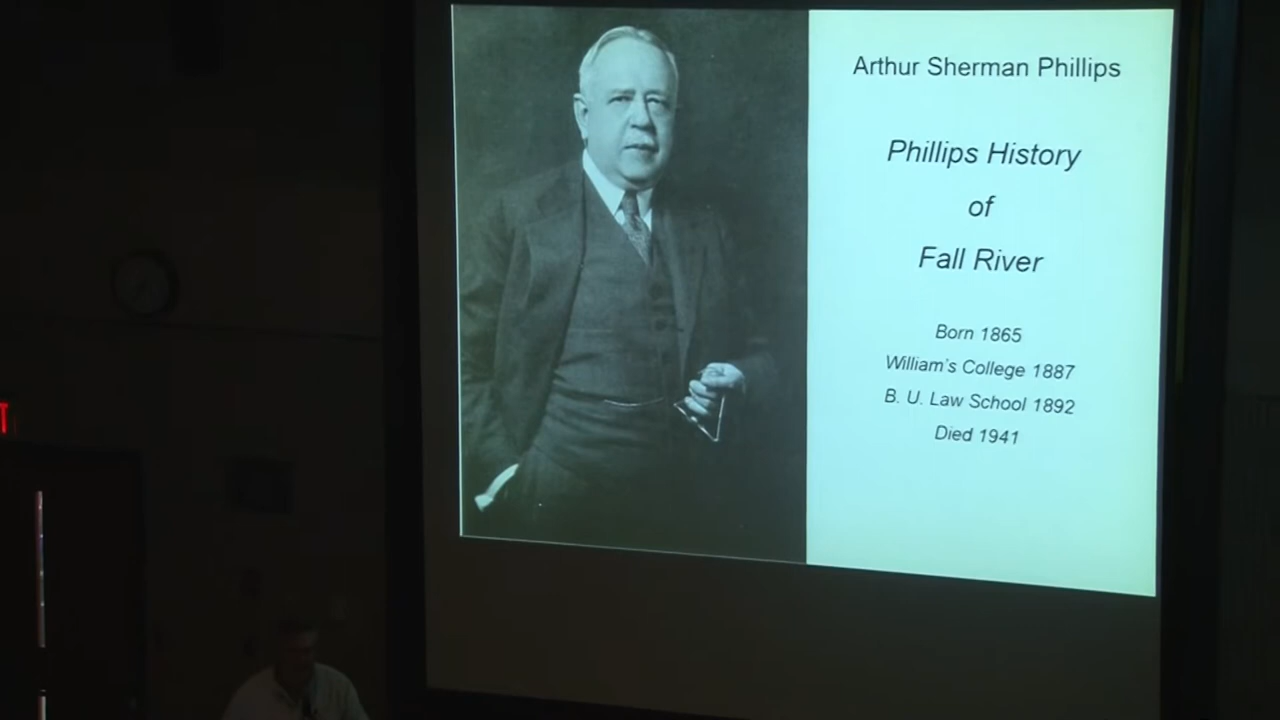 Arthur Sherman Phillips
Phillips History
of
Fall River
Born 1865
William's College 1887
B. U. Law School 1892
Died 1941